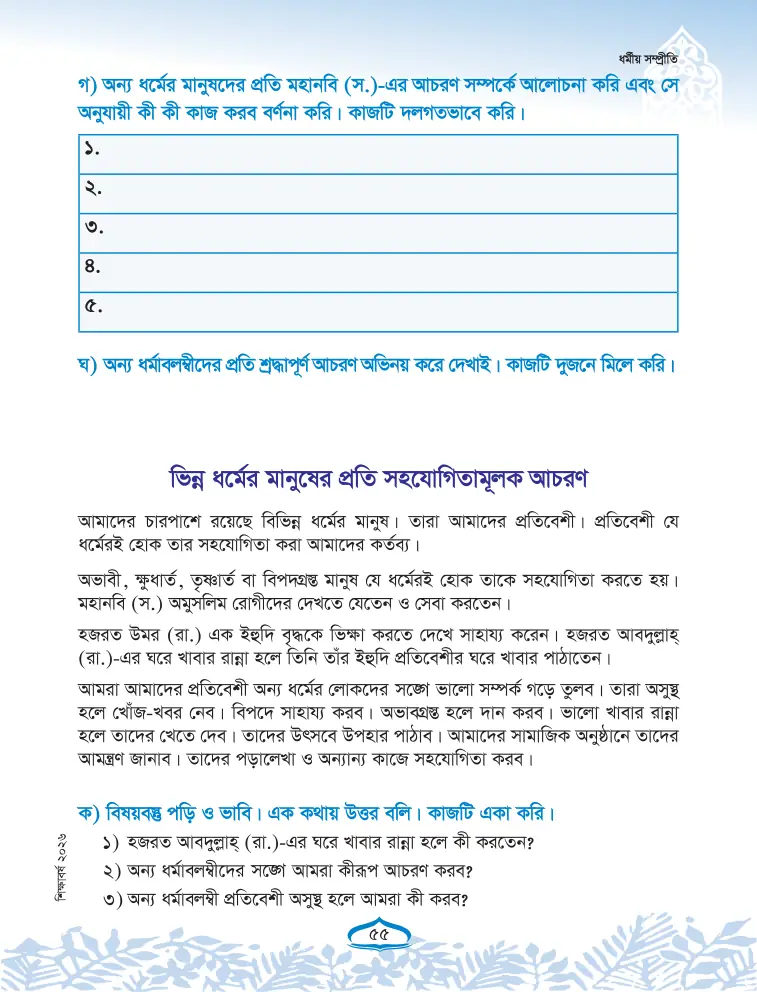 ধর্মীয় সম্প্রীতি
গ) অন্য ধর্মের মানুষদের প্রতি মহানবি (স.)-এর আচরণ সম্পর্কে আলোচনা করি এবং সে
অনুযায়ী কী কী কাজ করব বর্ণনা করি। কাজটি দলগতভাবে করি।
১.
২.
৩.
৪.
৫.
ঘ) অন্য ধর্মাবলম্বীদের প্রতি শ্রদ্ধাপূর্ণ আচরণ অভিনয় করে দেখাই। কাজটি দুজনে মিলে করি।
ভিন্ন ধর্মের মানুষের প্রতি সহযোগিতামূলক আচরণ
আমাদের চারপাশে রয়েছে বিভিন্ন ধর্মের মানুষ। তারা আমাদের প্রতিবেশী। প্রতিবেশী যে
ধর্মেরই হোক তার সহযোগিতা করা আমাদের কর্তব্য।
অভাবী, ক্ষুধার্ত, তৃষ্ণার্ত বা বিপদগ্রস্ত মানুষ যে ধর্মেরই হোক তাকে সহযোগিতা করতে হয়।
মহানবি (স.) অমুসলিম রোগীদের দেখতে যেতেন ও সেবা করতেন।
হজরত উমর (রা.) এক ইহুদি বৃদ্ধকে ভিক্ষা করতে দেখে সাহায্য করেন। হজরত আবদুল্লাহ্
(রা.)-এর ঘরে খাবার রান্না হলে তিনি তাঁর ইহুদি প্রতিবেশীর ঘরে খাবার পাঠাতেন।
আমরা আমাদের প্রতিবেশী অন্য ধর্মের লোকদের সঙ্গে ভালো সম্পর্ক গড়ে তুলব। তারা অসুস্থ
হলে খোঁজ-খবর নেব। বিপদে সাহায্য করব। অভাবগ্রস্ত হলে দান করব। ভালো খাবার রান্না
হলে তাদের খেতে দেব। তাদের উৎসবে উপহার পাঠাব। আমাদের সামাজিক অনুষ্ঠানে তাদের
আমন্ত্রণ জানাব। তাদের পড়ালেখা ও অন্যান্য কাজে সহযোগিতা করব।
ক) বিষয়বস্তু পড়ি ও ভাবি। এক কথায় উত্তর বলি। কাজটি একা করি।
১) হজরত আবদুল্লাহ্ (রা.)-এর ঘরে খাবার রান্না হলে কী করতেন?
২) অন্য ধর্মাবলম্বীদের সঙ্গে আমরা কীরূপ আচরণ করব?
৩) অন্য ধর্মাবলম্বী প্রতিবেশী অসুস্থ হলে আমরা কী করব?
শিক্ষাবর্ষ ২০২৬
৫৫